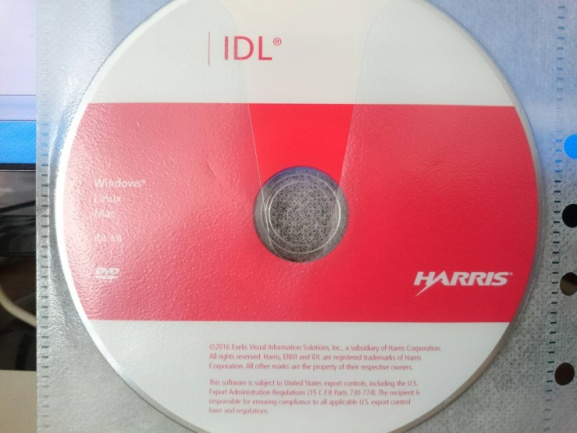 IDL®
Windows®
Linux
Mac
DVD
HARRIS®
©2016 Exelis Visual Information Solutions, Inc., a subsidiary of Harris Corporation.
All rights reserved. Harris, ENVI and IDL are registered trademarks of Harris
Corporation. All other marks are the property of their respective owners.
This software is subject to United States export controls, including the U.S.
Export Administration Regulations (15 C.F.R Parts 730-774). The recipient is
responsible for ensuring compliance to all applicable U.S. export control
laws and regulations.